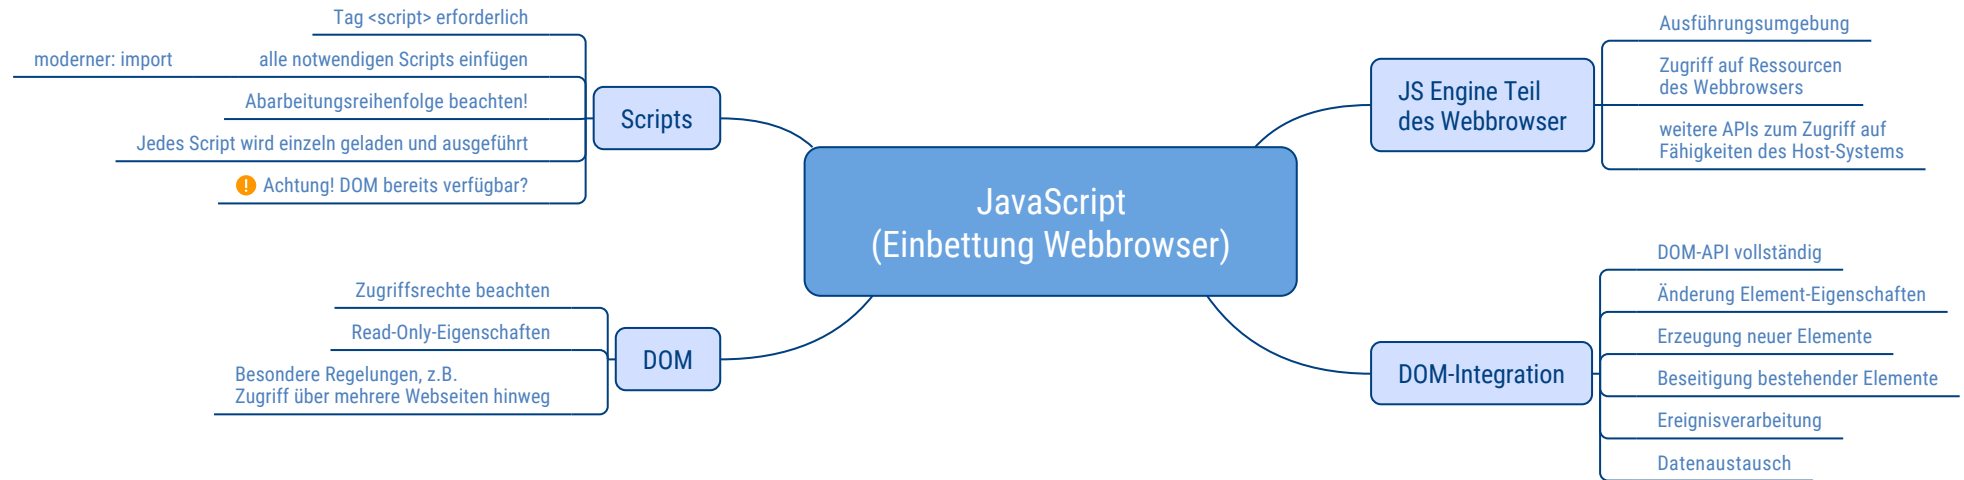 JavaScript
(Einbettung Webbrowser)
JS Engine Teil
des Webbrowser
Ausführungsumgebung
Zugriff auf Ressourcen
des Webbrowsers
weitere APIs zum Zugriff auf
Fähigkeiten des Host-Systems
DOM-Integration
DOM-API vollständig
Änderung Element-Eigenschaften
Erzeugung neuer Elemente
Beseitigung bestehender Elemente
Ereignisverarbeitung
Datenaustausch
Scripts
Tag <script> erforderlich
alle notwendigen Scripts einfügen
moderner: import
Abarbeitungsreihenfolge beachten!
Jedes Script wird einzeln geladen und ausgeführt
! Achtung! DOM bereits verfügbar?
DOM
Zugriffsrechte beachten
Read-Only-Eigenschaften
Besondere Regelungen, z.B.
Zugriff über mehrere Webseiten hinweg